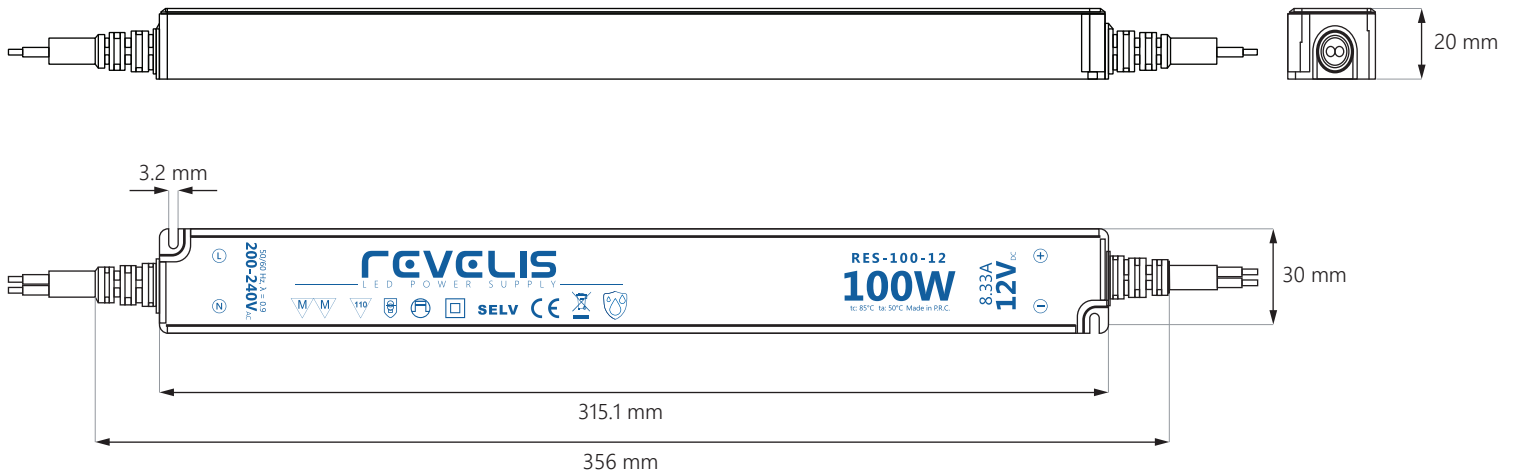 20 mm
3.2 mm
L
N
50/60 Hz, λ = 0.9
200-240V AC
REVELIS
LED POWER SUPPLY
M M 110 SELV CE
RES-100-12
100W
tc: 85°C ta: 50°C Made in P.R.C.
8.33A
12V DC
+
−
30 mm
315.1 mm
356 mm